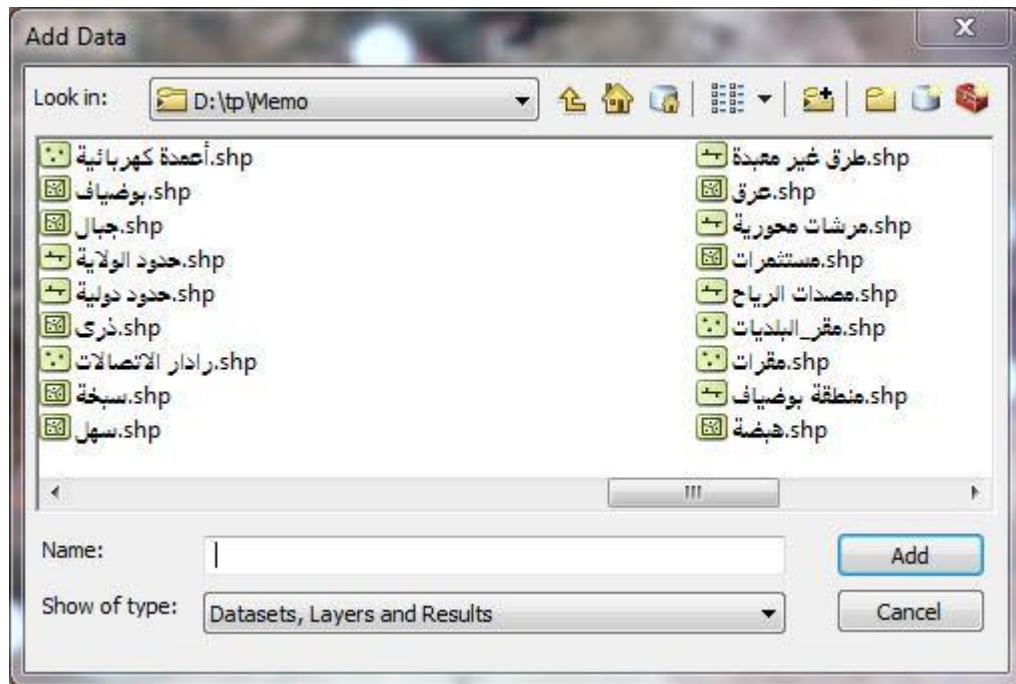 Add Data
Look in:
D:\tp\Memo
أعمدة كهربائية.shp
بوضياف.shp
جبال.shp
حدود الولاية.shp
حدود دولية.shp
ذرى.shp
رادار الاتصالات.shp
سبخة.shp
سهل.shp
طرق غير معبدة.shp
عرق.shp
مرشات محورية.shp
مستثمرات.shp
مصدات الرياح.shp
مقر_البلديات.shp
مقرات.shp
منطقة بوضياف.shp
هبضة.shp
Name:
Add
Show of type:
Datasets, Layers and Results
Cancel